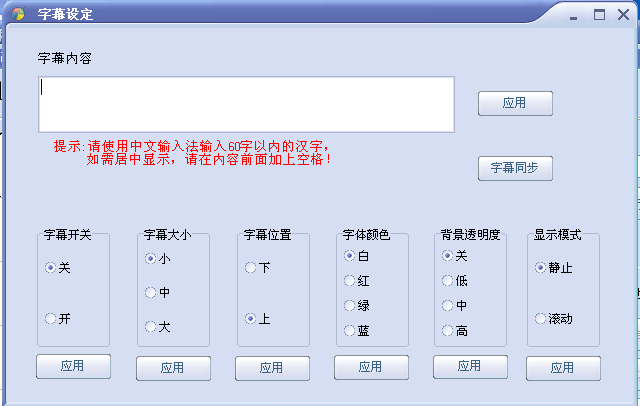 字幕设定
字幕内容
应用
提示:请使用中文输入法输入60字以内的汉字,
如需居中显示，请在内容前面加上空格!
字幕同步
字幕开关
关
开
应用
字幕大小
小
中
大
应用
字幕位置
下
上
应用
字体颜色
白
红
绿
蓝
应用
背景透明度
关
低
中
高
应用
显示模式
静止
滚动
应用